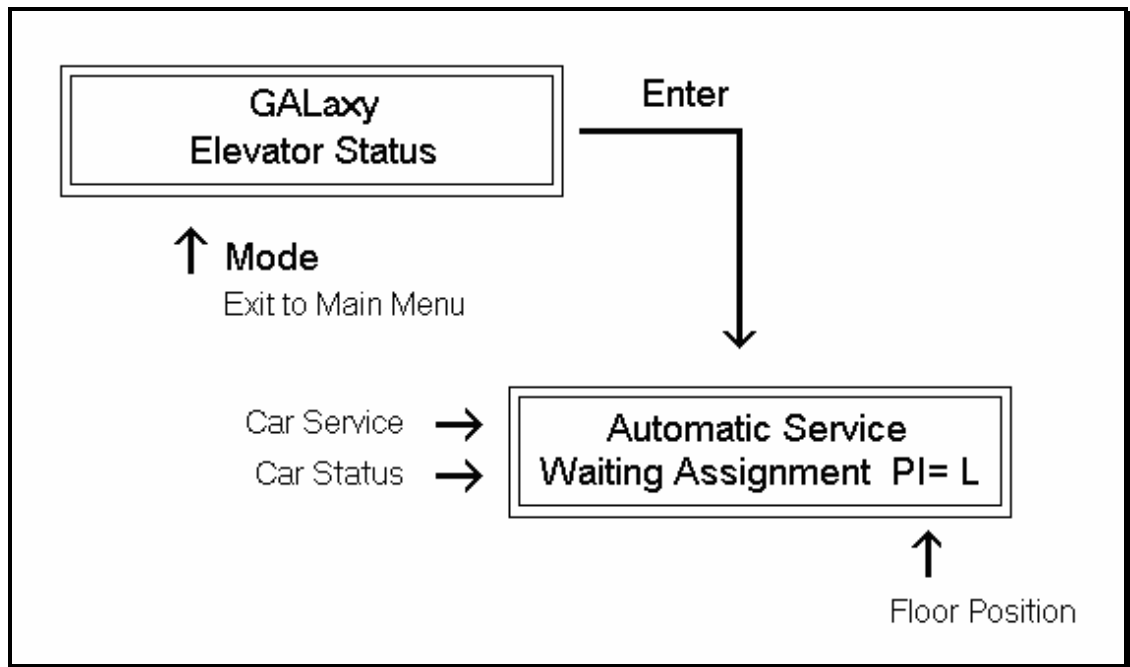 GALaxy
Elevator Status
Enter
Mode
Exit to Main Menu
Car Service
Car Status
Automatic Service
Waiting Assignment PI= L
Floor Position